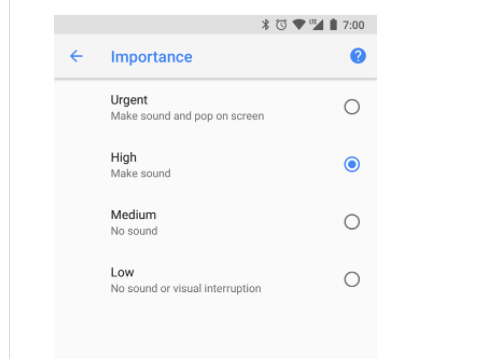 LTE 7:00
Importance
?
Urgent
Make sound and pop on screen
High
Make sound
Medium
No sound
Low
No sound or visual interruption